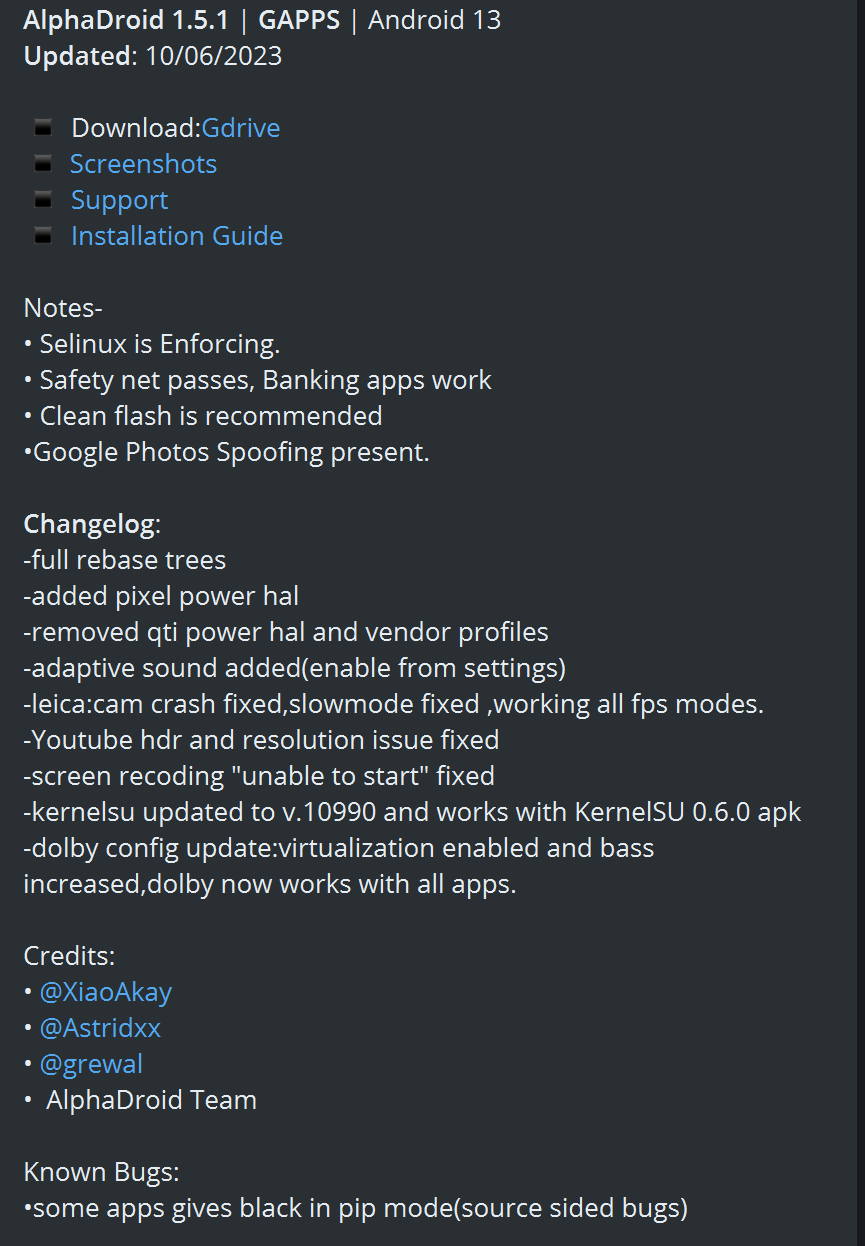 AlphaDroid 1.5.1 | GAPPS | Android 13
Updated: 10/06/2023
▪ Download:Gdrive
▪ Screenshots
▪ Support
▪ Installation Guide
Notes-
• Selinux is Enforcing.
• Safety net passes, Banking apps work
• Clean flash is recommended
•Google Photos Spoofing present.
Changelog:
-full rebase trees
-added pixel power hal
-removed qti power hal and vendor profiles
-adaptive sound added(enable from settings)
-leica:cam crash fixed,slowmode fixed ,working all fps modes.
-Youtube hdr and resolution issue fixed
-screen recoding "unable to start" fixed
-kernelsu updated to v.10990 and works with KernelSU 0.6.0 apk
-dolby config update:virtualization enabled and bass
increased,dolby now works with all apps.
Credits:
• @XiaoAkay
• @Astridxx
• @grewal
• AlphaDroid Team
Known Bugs:
•some apps gives black in pip mode(source sided bugs)